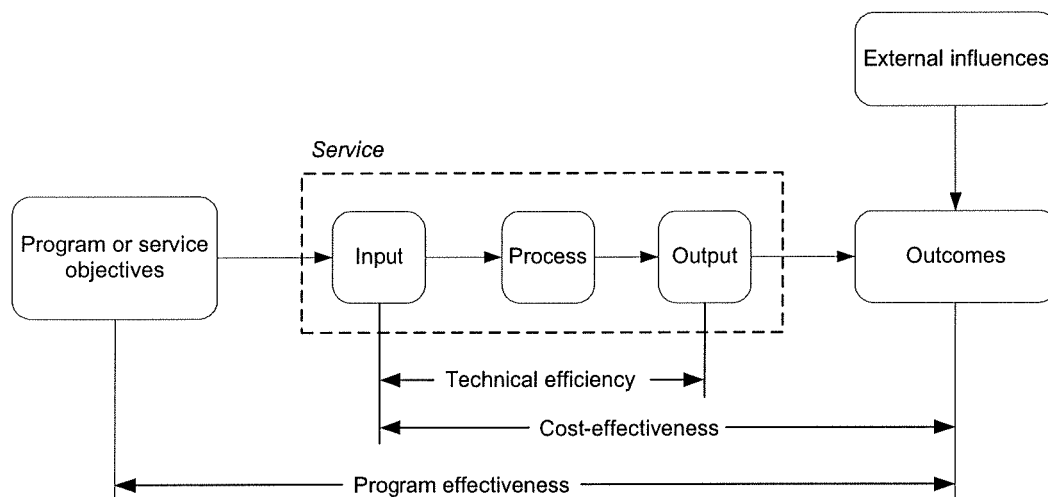 External influences
Service
Program or service
objectives
Input
Process
Output
Outcomes
Technical efficiency
Cost-effectiveness
Program effectiveness